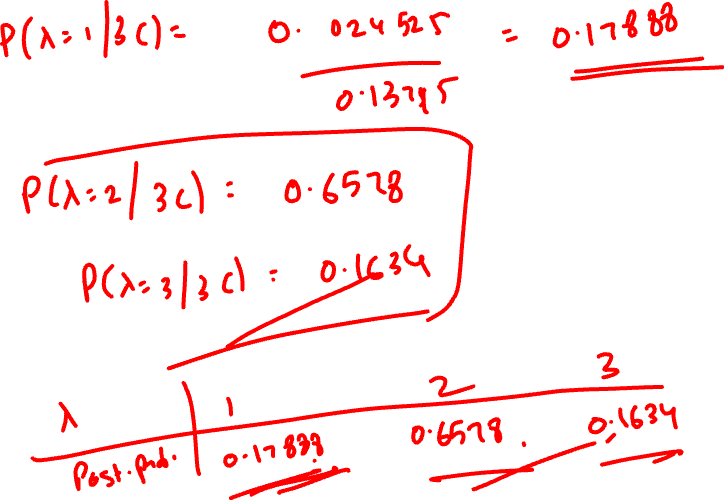 P(λ=1/3C) = 0.024525 = 0.17888
0.13715
P(λ=2/3C) = 0.6578
P(λ=3/3C) = 0.1634
λ 1 2 3
Post. prob. 0.17888 0.6578 0.1634